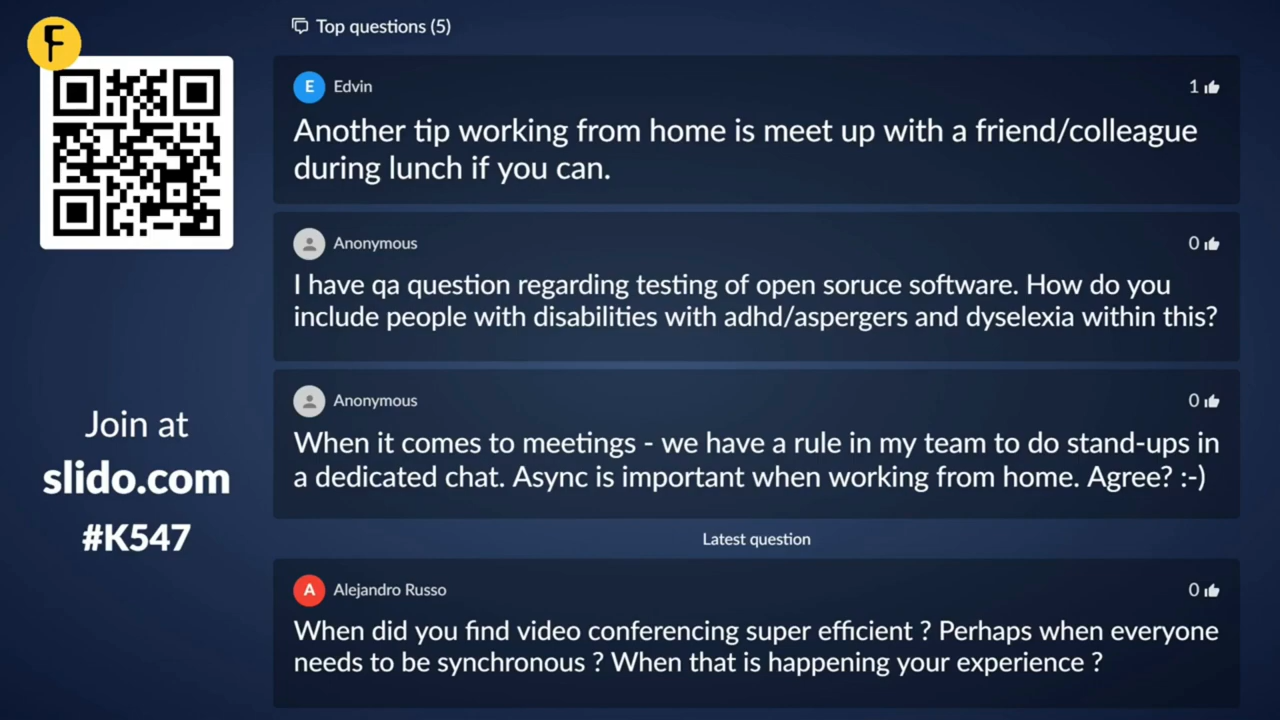 F
Top questions (5)
E Edvin 1
Another tip working from home is meet up with a friend/colleague
during lunch if you can.
Anonymous 0
I have qa question regarding testing of open soruce software. How do you
include people with disabilities with adhd/aspergers and dyselexia within this?
Anonymous 0
When it comes to meetings - we have a rule in my team to do stand-ups in
a dedicated chat. Async is important when working from home. Agree? :-)
Latest question
A Alejandro Russo 0
When did you find video conferencing super efficient ? Perhaps when everyone
needs to be synchronous ? When that is happening your experience ?
Join at
slido.com
#K547